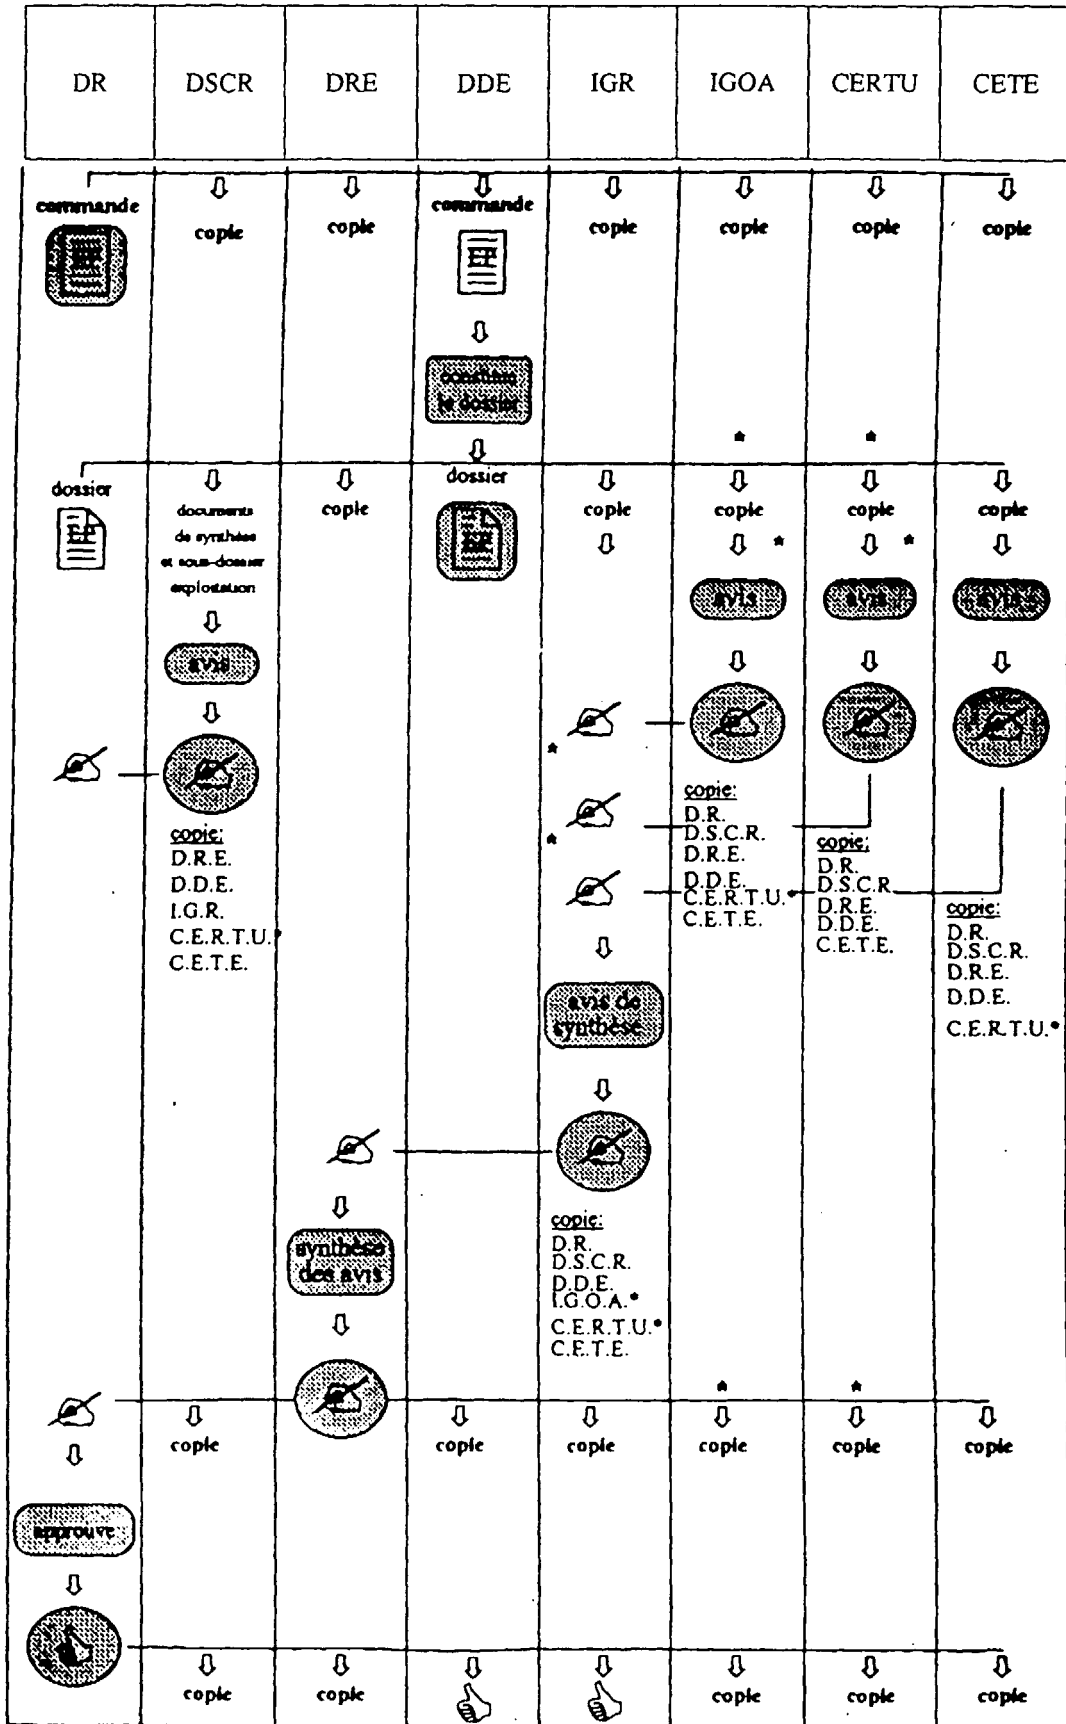 DR DSCR DRE DDE IGR IGOA CERTU CETE
commande copie copie commande copie copie copie copie
EP EP
constitue
le dossier
* *
dossier documents
de synthèse
et sous-dossier
exploitation
copie dossier copie copie copie copie
EP EP
* *
avis avis avis avis
*
*
copie:
D.R.E.
D.D.E.
I.G.R.
C.E.R.T.U.*
C.E.T.E.
copie:
D.R.
D.S.C.R.
D.R.E.
D.D.E.
C.E.R.T.U.*
C.E.T.E.
copie:
D.R.
D.S.C.R
D.R.E.
D.D.E.
C.E.T.E.
copie:
D.R.
D.S.C.R.
D.R.E.
D.D.E.
C.E.R.T.U.*
avis de
synthèse
synthèse
des avis
copie:
D.R.
D.S.C.R.
D.D.E.
I.G.O.A.*
C.E.R.T.U.*
C.E.T.E.
* *
copie copie copie copie copie copie
approuve
copie copie copie copie copie